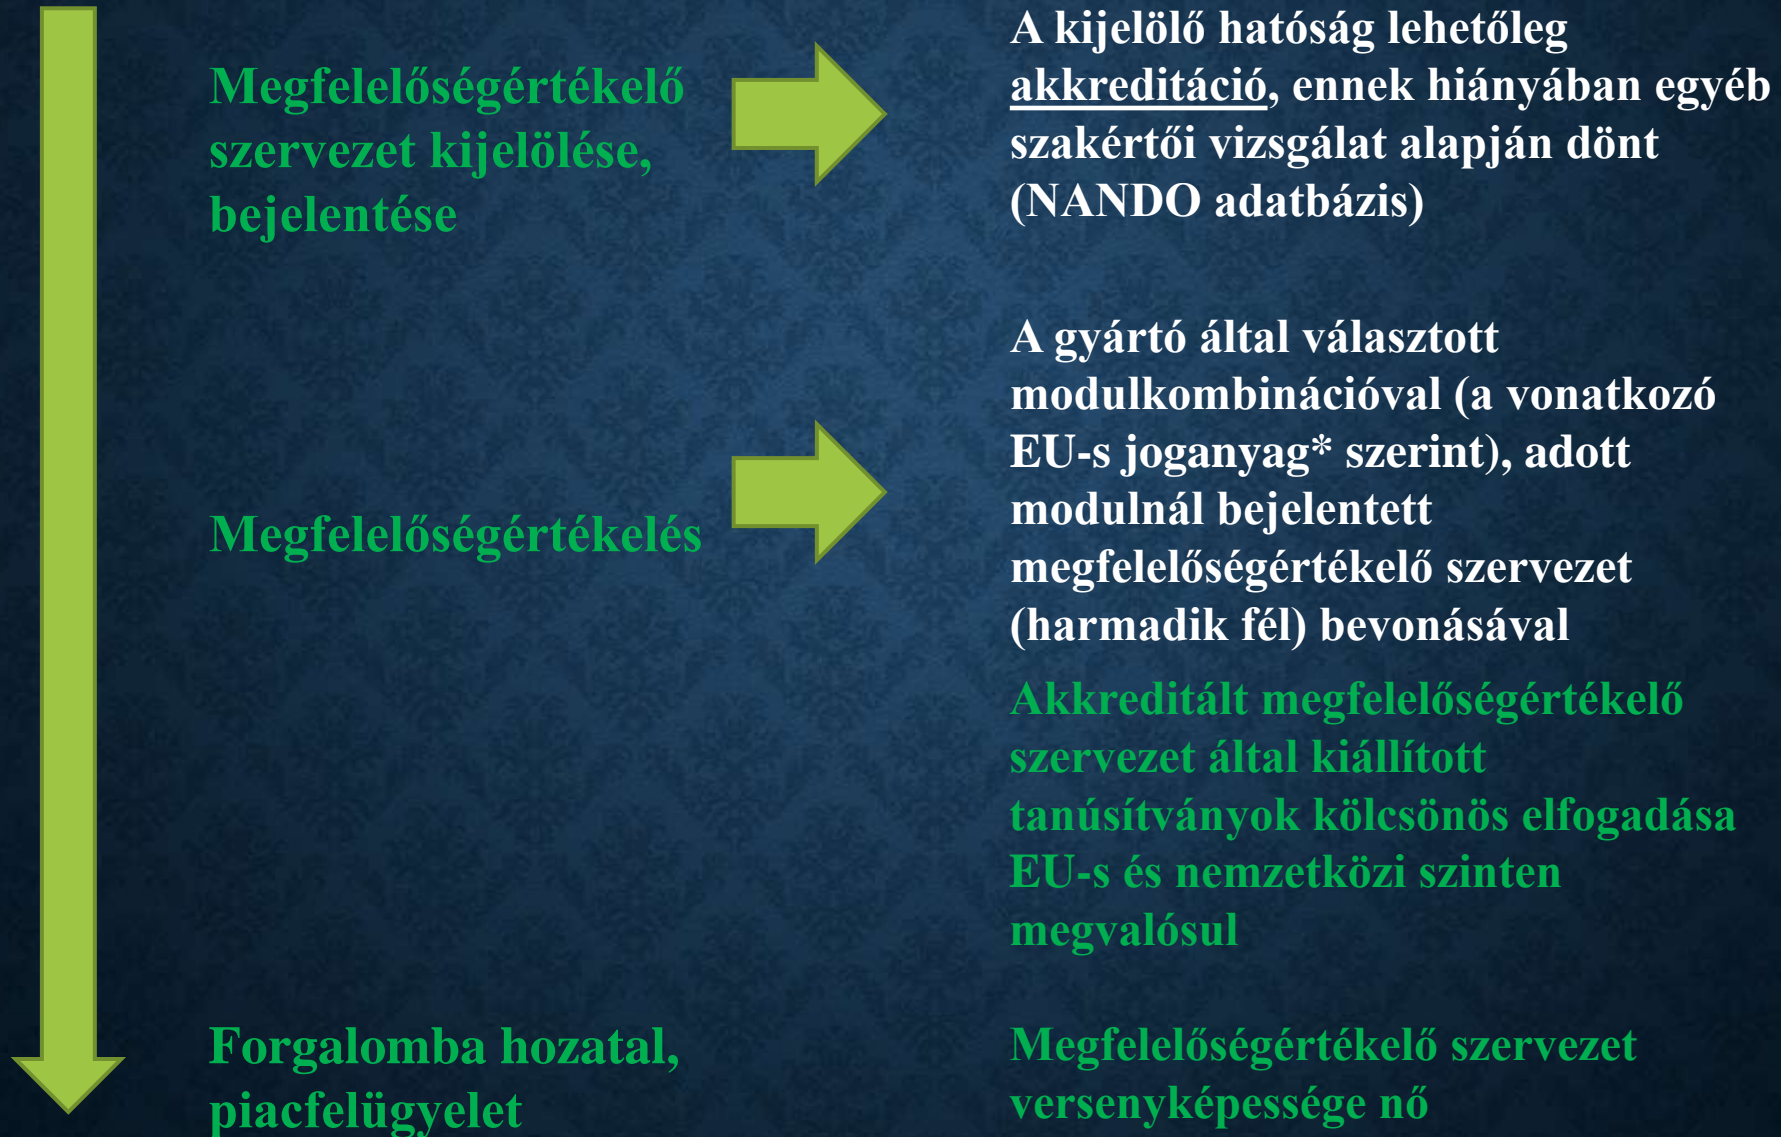 Megfelelőségértékelő
szervezet kijelölése,
bejelentése
A kijelölő hatóság lehetőleg
akkreditáció, ennek hiányában egyéb
szakértői vizsgálat alapján dönt
(NANDO adatbázis)
Megfelelőségértékelés
A gyártó által választott
modulkombinációval (a vonatkozó
EU-s joganyag* szerint), adott
modulnál bejelentett
megfelelőségértékelő szervezet
(harmadik fél) bevonásával
Akkreditált megfelelőségértékelő
szervezet által kiállított
tanúsítványok kölcsönös elfogadása
EU-s és nemzetközi szinten
megvalósul
Forgalomba hozatal,
piacfelügyelet
Megfelelőségértékelő szervezet
versenyképessége nő